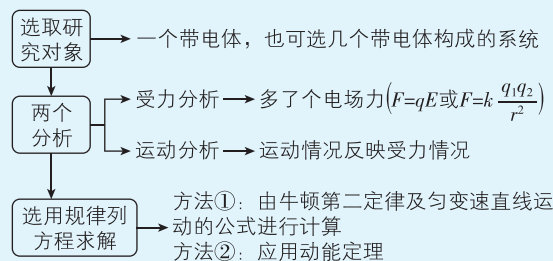 选取研究对象
一个带电体，也可选几个带电体构成的系统
两个分析
受力分析
多了个电场力(F=qE或F=k q₁q₂/r²)
运动分析
运动情况反映受力情况
选用规律列方程求解
方法①：由牛顿第二定律及匀变速直线运
动的公式进行计算
方法②：应用动能定理